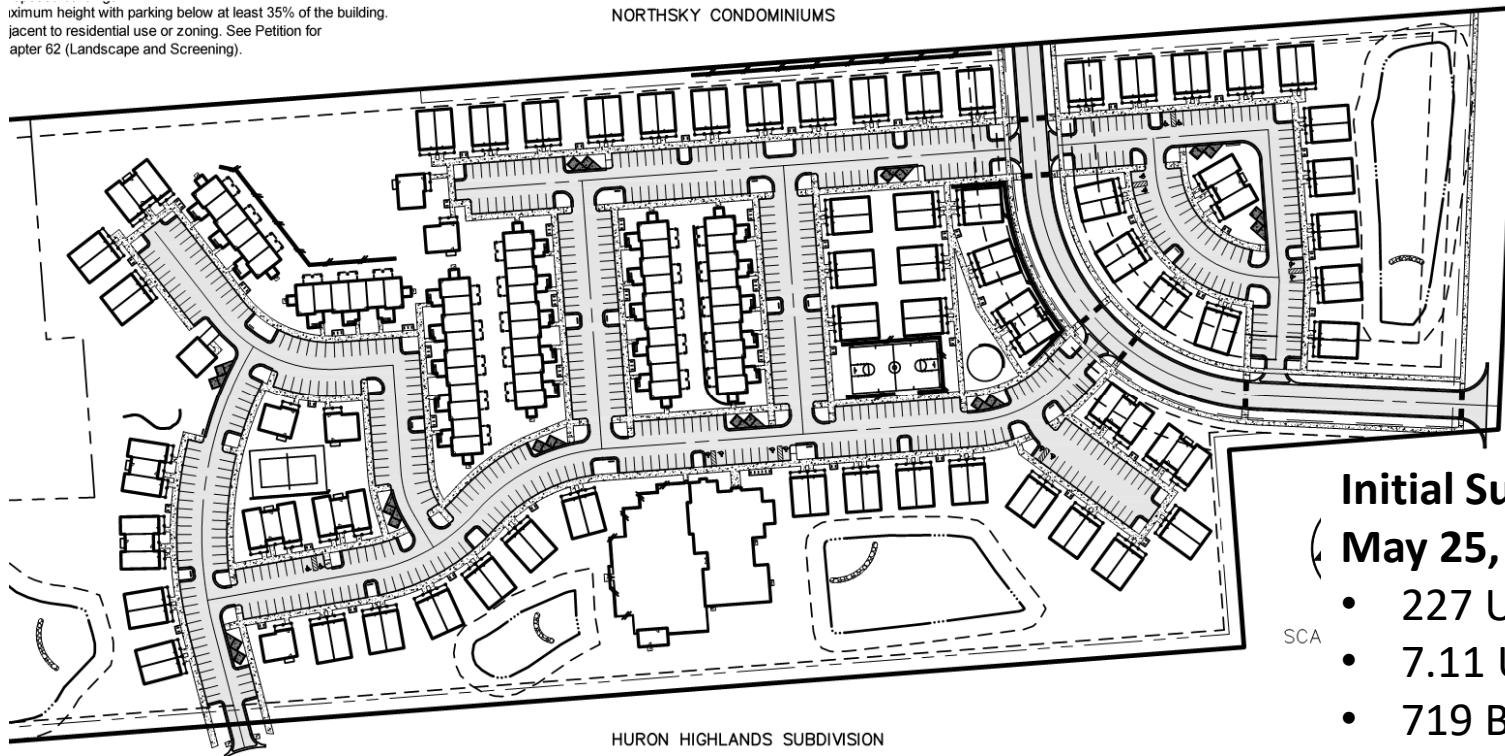 ximum height with parking below at least 35% of the building.
jacent to residential use or zoning. See Petition for
apter 62 (Landscape and Screening).
NORTHSKY CONDOMINIUMS
Initial Su
May 25,
• 227 U
• 7.11 U
• 719 B
SCA
HURON HIGHLANDS SUBDIVISION